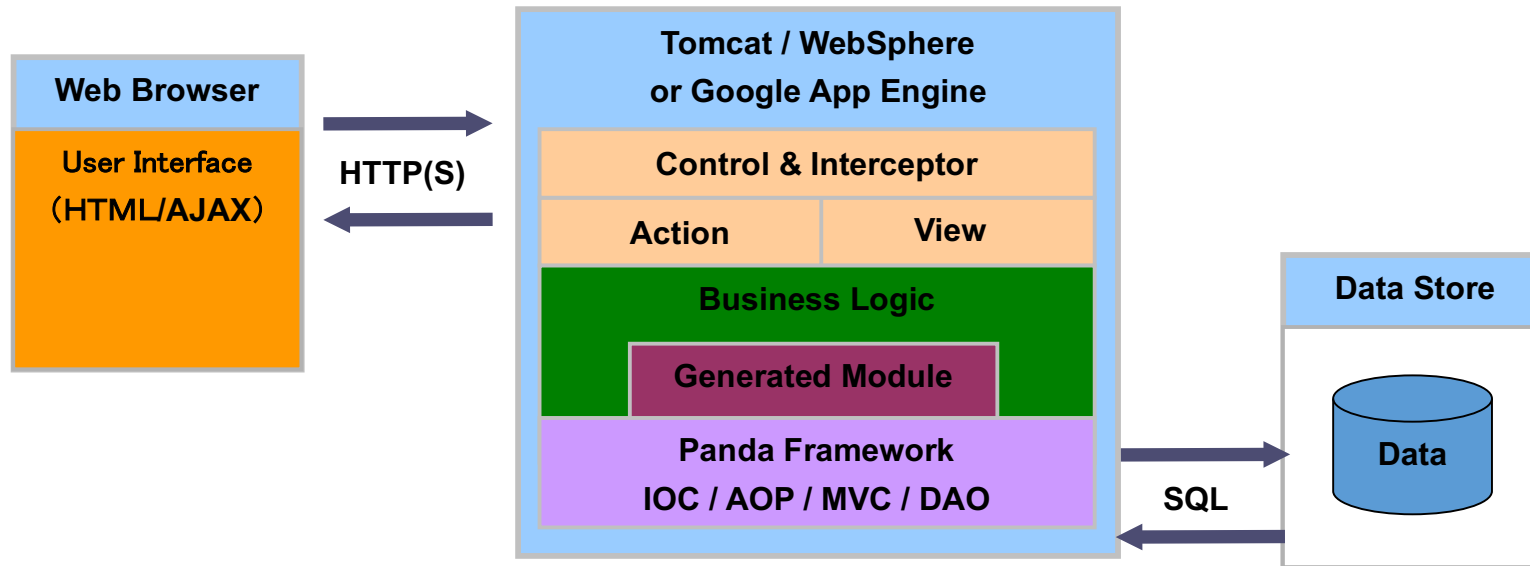 Web Browser
User Interface
（HTML/AJAX）
HTTP(S)
Tomcat / WebSphere
or Google App Engine
Control & Interceptor
Action
View
Business Logic
Generated Module
Panda Framework
IOC / AOP / MVC / DAO
SQL
Data Store
Data